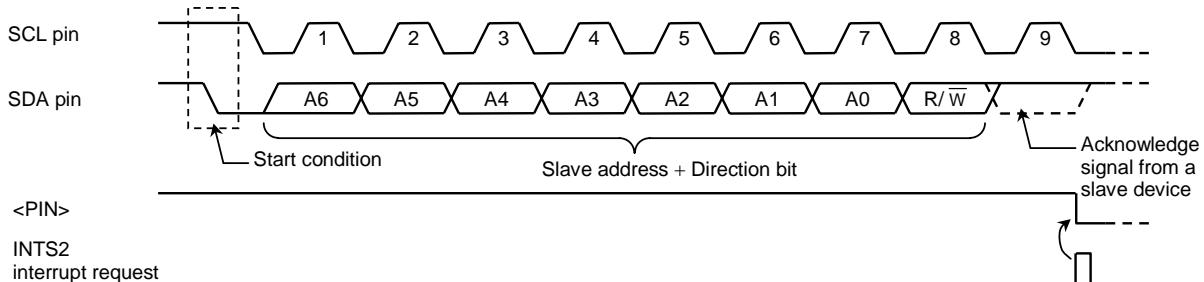 SCL pin
1 2 3 4 5 6 7 8 9
SDA pin
A6 A5 A4 A3 A2 A1 A0 R/W̅
Start condition
Slave address + Direction bit
Acknowledge
signal from a
slave device
<PIN>
INTS2
interrupt request